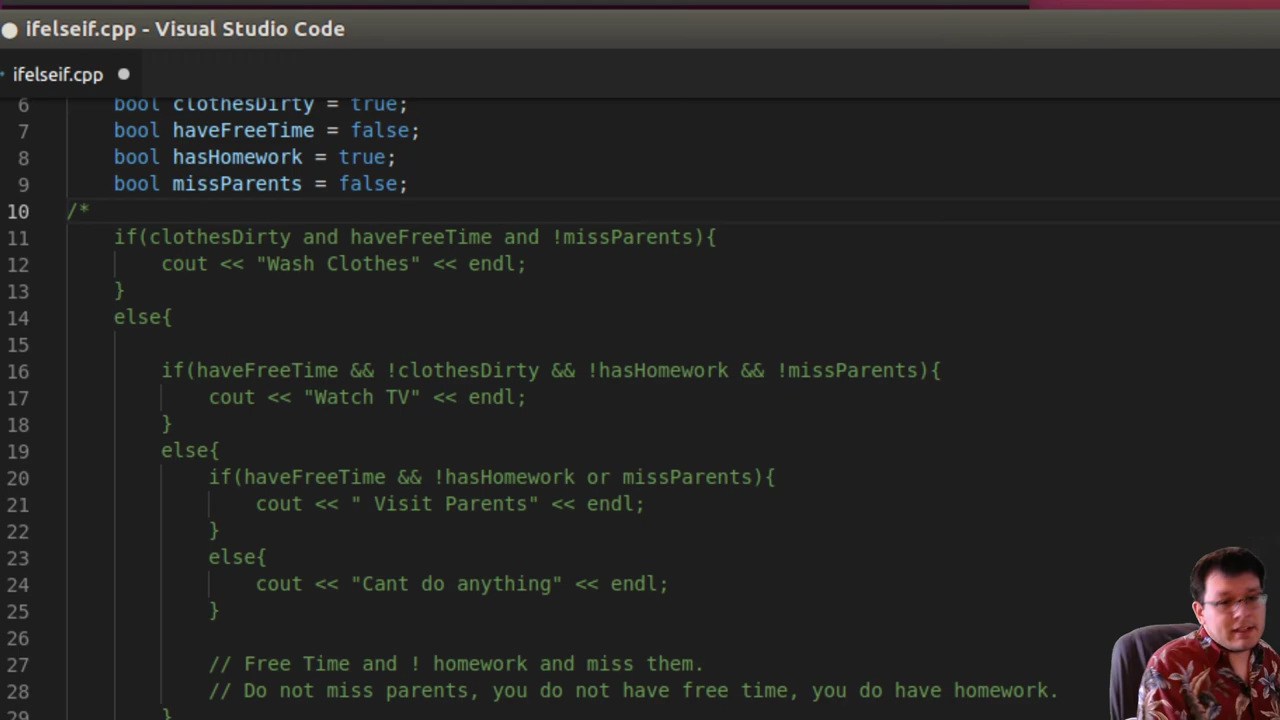 ifelseif.cpp - Visual Studio Code
ifelseif.cpp
6 bool clothesDirty = true;
7 bool haveFreeTime = false;
8 bool hasHomework = true;
9 bool missParents = false;
10 /*
11 if(clothesDirty and haveFreeTime and !missParents){
12 cout << "Wash Clothes" << endl;
13 }
14 else{
15
16 if(haveFreeTime && !clothesDirty && !hasHomework && !missParents){
17 cout << "Watch TV" << endl;
18 }
19 else{
20 if(haveFreeTime && !hasHomework or missParents){
21 cout << " Visit Parents" << endl;
22 }
23 else{
24 cout << "Cant do anything" << endl;
25 }
26
27 // Free Time and ! homework and miss them.
28 // Do not miss parents, you do not have free time, you do have homework.
29 }